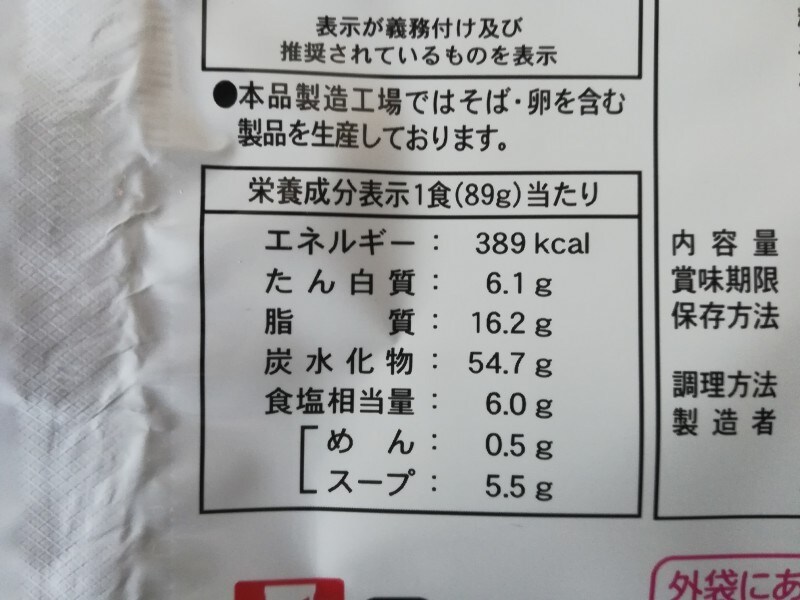 表示が義務付け及び
推奨されているものを表示
●本品製造工場ではそば・卵を含む
製品を生産しております。
栄養成分表示1食(89g)当たり
エネルギー： 389 kcal
たん白質： 6.1 g
脂質： 16.2 g
炭水化物： 54.7 g
食塩相当量： 6.0 g
めん： 0.5 g
スープ： 5.5 g
内容量
賞味期限
保存方法
調理方法
製造者
外袋にあ